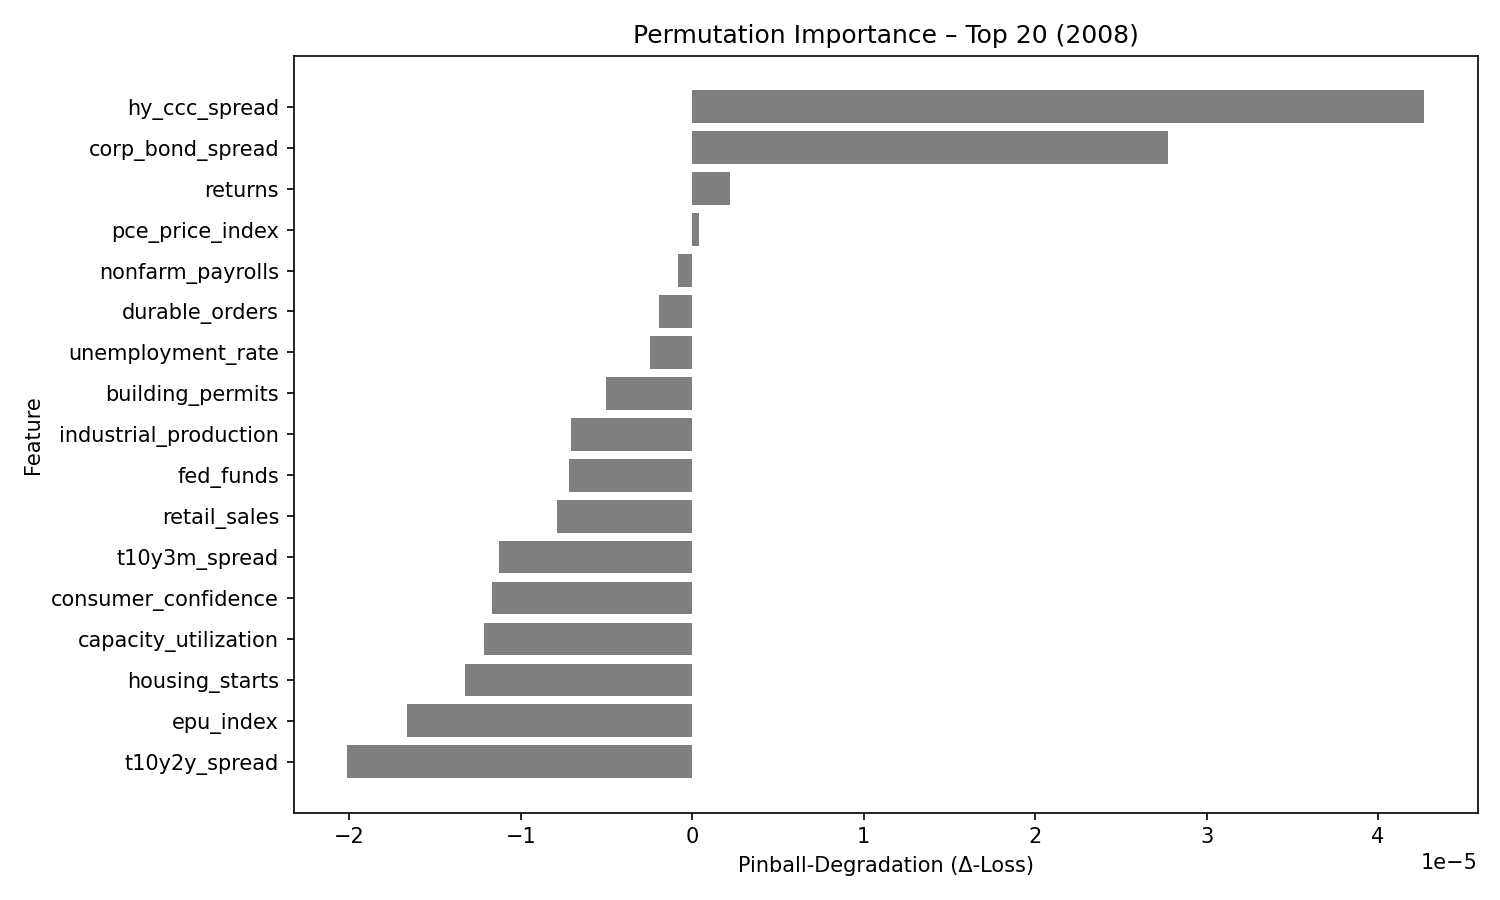 Permutation Importance – Top 20 (2008)
hy_ccc_spread
corp_bond_spread
returns
pce_price_index
nonfarm_payrolls
durable_orders
unemployment_rate
building_permits
industrial_production
fed_funds
retail_sales
t10y3m_spread
consumer_confidence
capacity_utilization
housing_starts
epu_index
t10y2y_spread
Feature
−2 −1 0 1 2 3 4
1e−5
Pinball-Degradation (Δ-Loss)